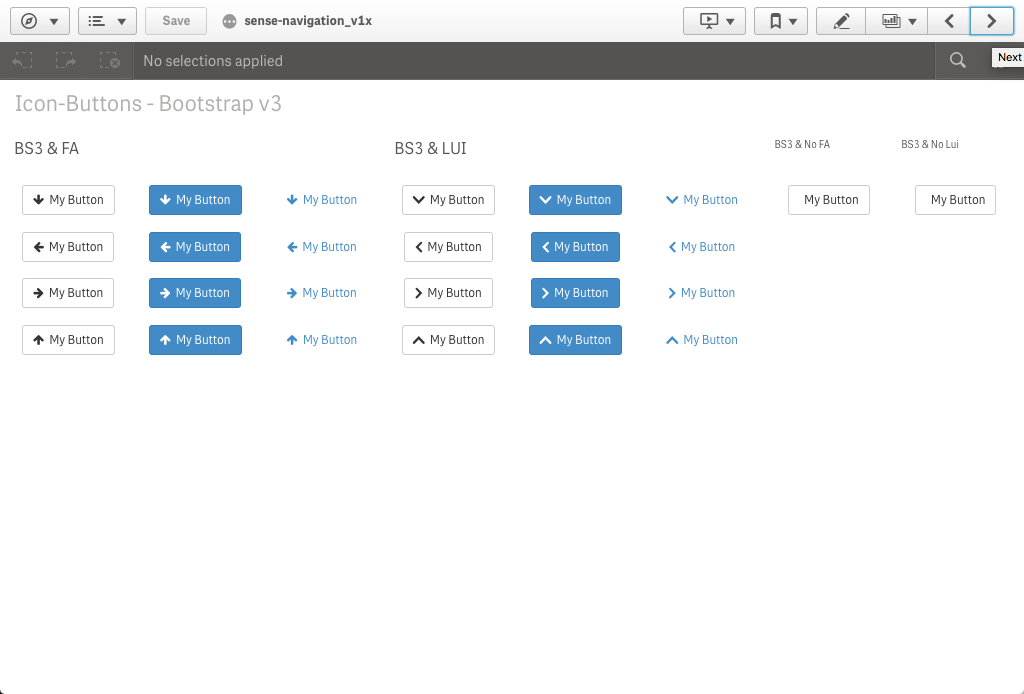 Save sense-navigation_v1x
No selections applied
Next
Icon-Buttons - Bootstrap v3
BS3 & FA BS3 & LUI BS3 & No FA BS3 & No Lui
My Button My Button My Button My Button My Button My Button My Button My Button
My Button My Button My Button My Button My Button My Button
My Button My Button My Button My Button My Button My Button
My Button My Button My Button My Button My Button My Button